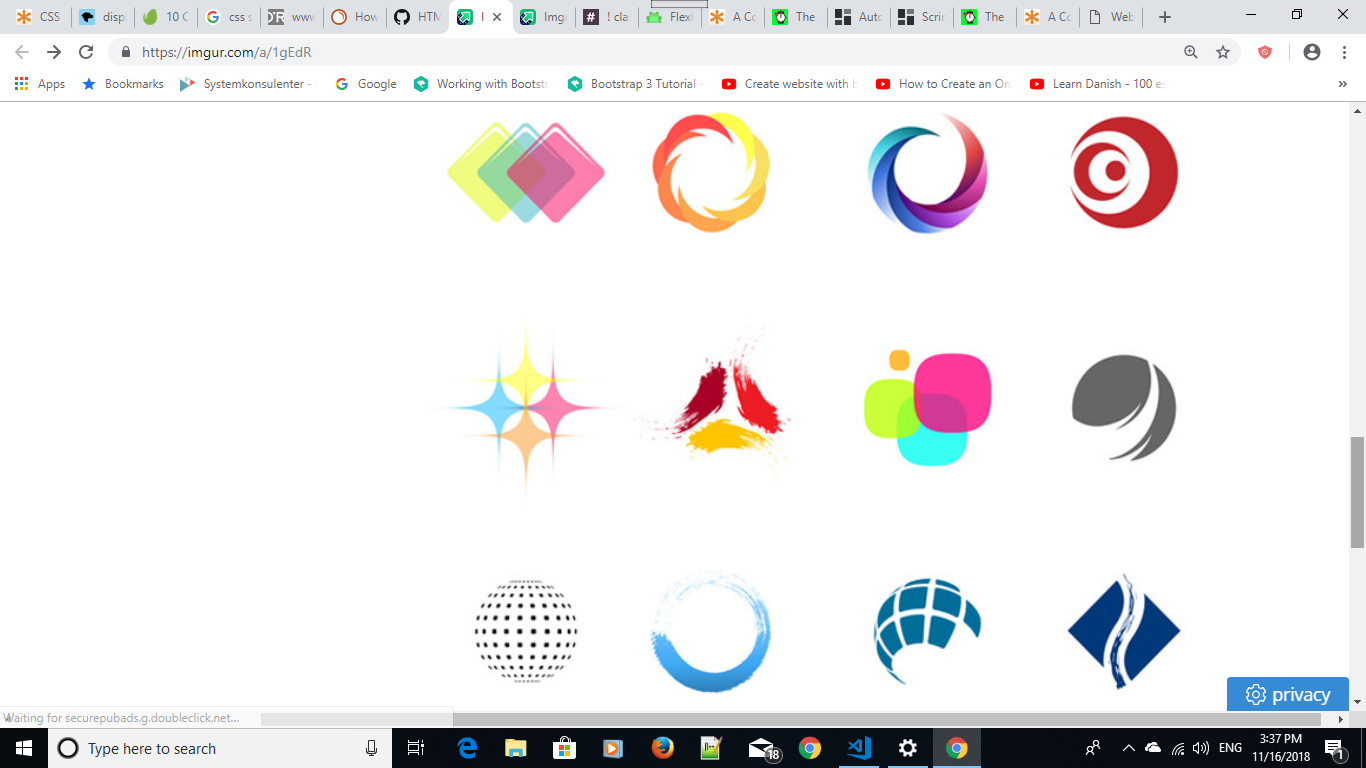 CSS disp 10 C css s www How HTM I Imgu ! cla Flexl A Co The Auto Scrir The A Co Web
https://imgur.com/a/1gEdR
Apps Bookmarks Systemkonsulenter - Google Working with Bootstr Bootstrap 3 Tutorial - Create website with b How to Create an On Learn Danish - 100 es »
privacy
Waiting for securepubads.g.doubleclick.net...
Type here to search 18 ENG 3:37 PM
11/16/2018 1